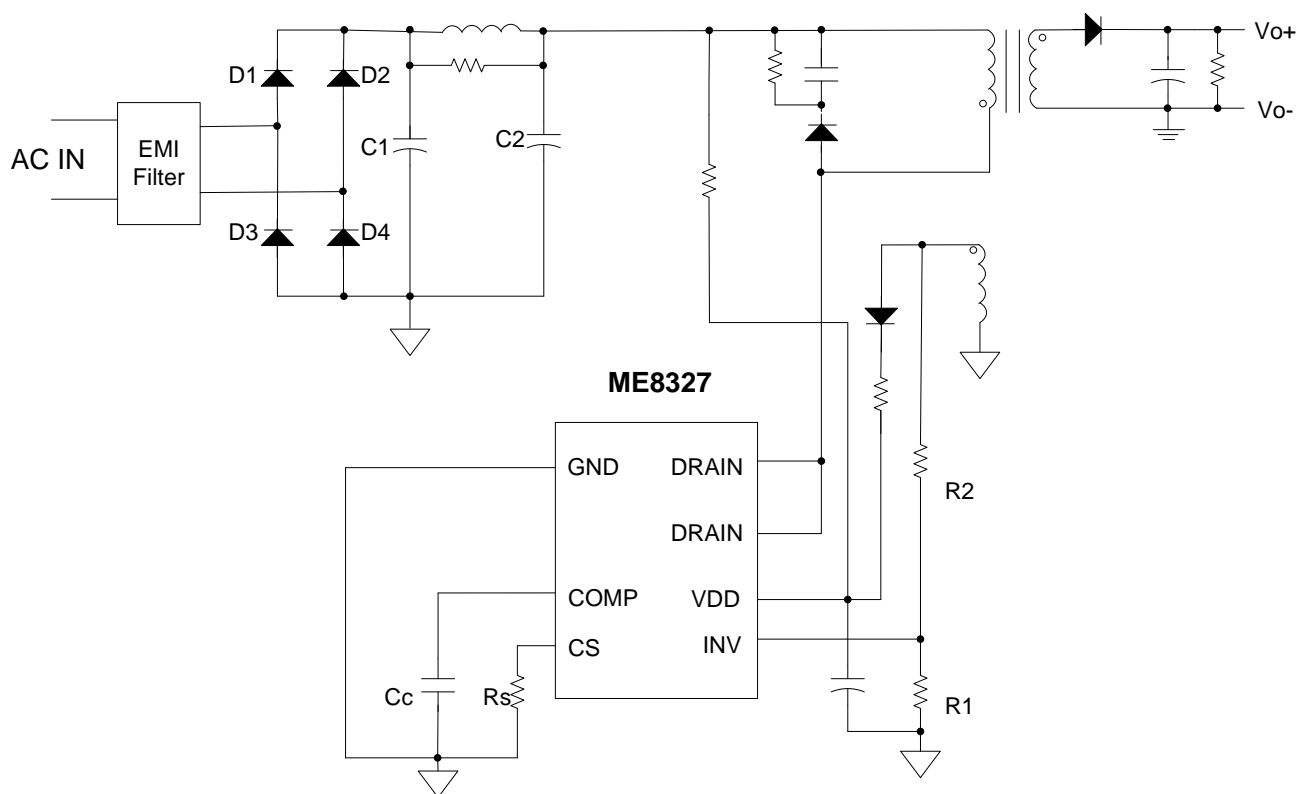 Vo+
D1
D2
EMI
Filter
C1
C2
Vo-
AC IN
D3
D4
ME8327
GND
DRAIN
R2
DRAIN
COMP
VDD
CS
INV
Cc
Rs
R1